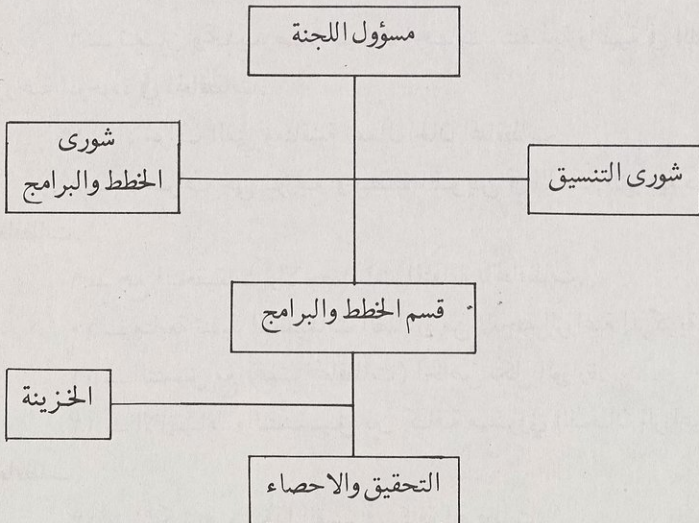 مسؤول اللجنة
شورى
الخطط والبرامج
شورى التنسيق
قسم الخطط والبرامج
الخزينة
التحقيق والاحصاء